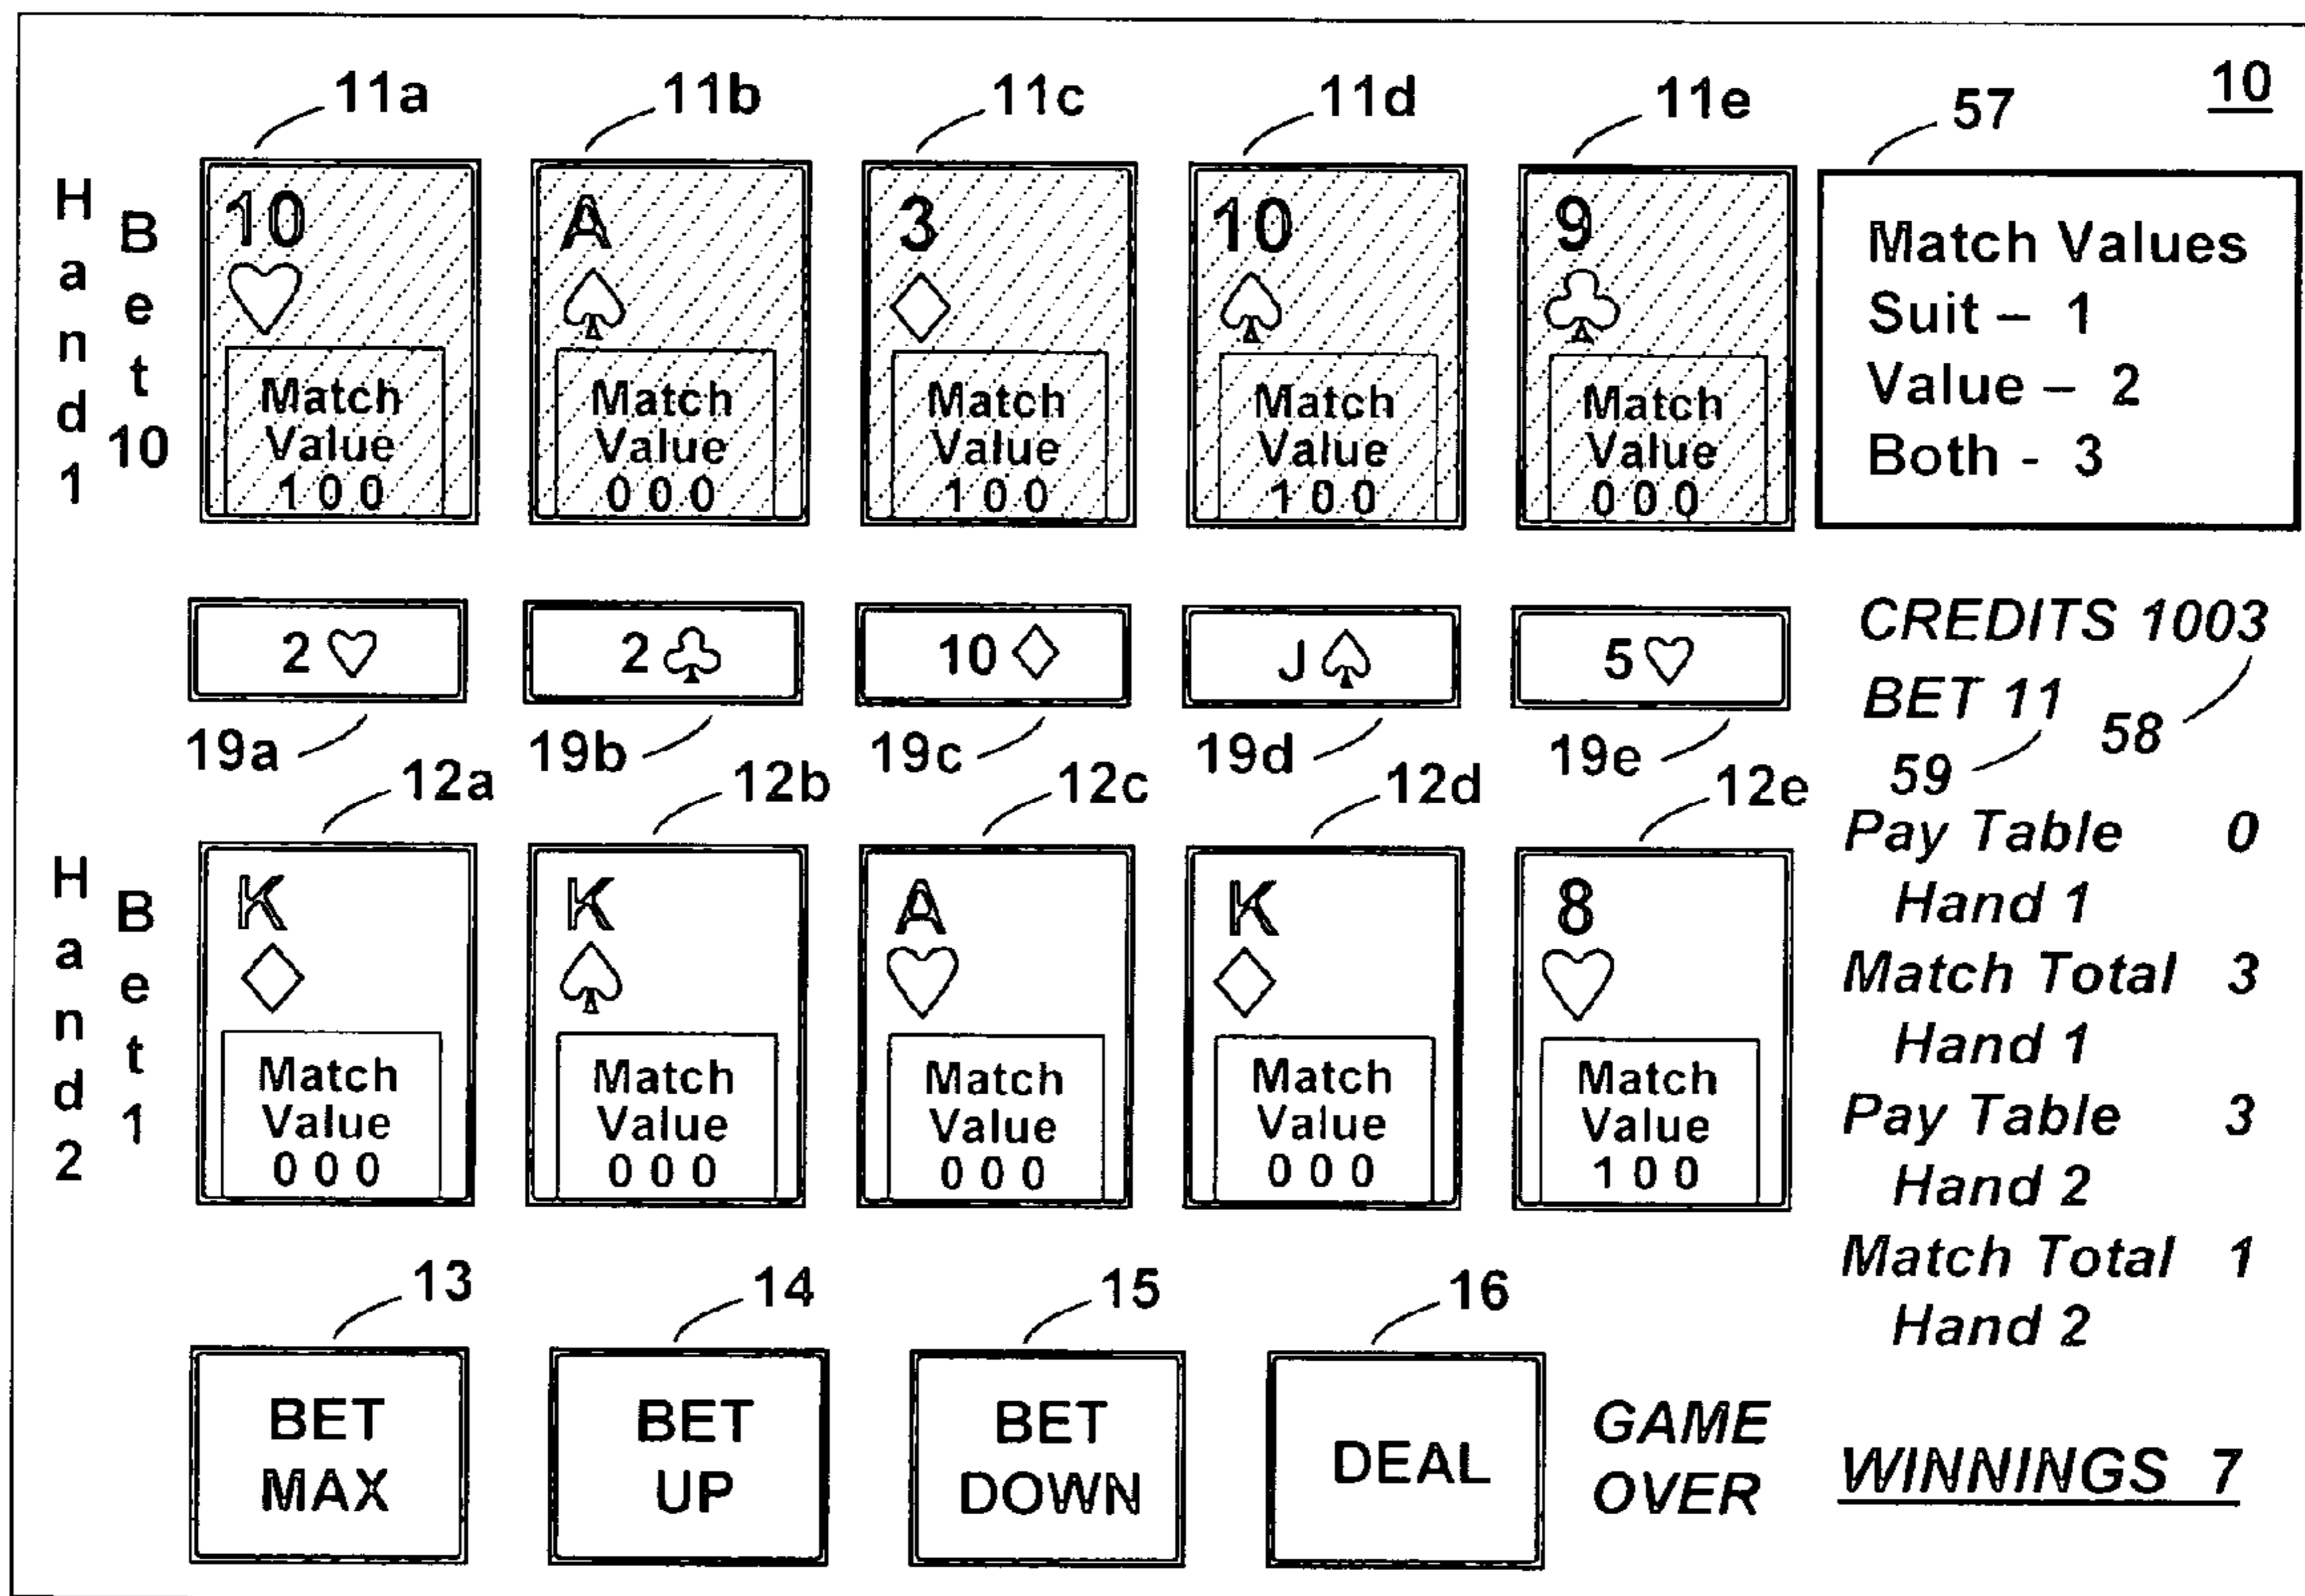 10
11a 11b 11c 11d 11e 57
Hand 1
Bet 10
10 A 3 10 9
Match Value 1 0 0
Match Value 0 0 0
Match Value 1 0 0
Match Value 1 0 0
Match Value 0 0 0
Match Values
Suit – 1
Value – 2
Both - 3
2♡ 2♧ 10♢ J♤ 5♡
19a 19b 19c 19d 19e
CREDITS 1003
BET 11
58
59
12a 12b 12c 12d 12e
Hand 2
Bet 1
K K A K 8
Match Value 0 0 0
Match Value 0 0 0
Match Value 0 0 0
Match Value 0 0 0
Match Value 1 0 0
Pay Table 0
Hand 1
Match Total 3
Hand 1
Pay Table 3
Hand 2
Match Total 1
Hand 2
13 14 15 16
BET MAX
BET UP
BET DOWN
DEAL
GAME OVER
WINNINGS 7